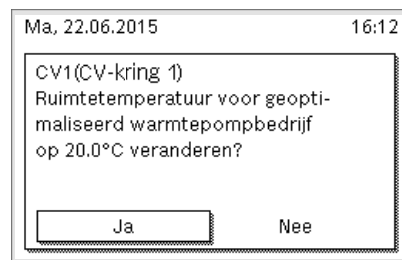 Ma, 22.06.2015 16:12
CV1(CV-kring 1)
Ruimtetemperatuur voor geopti-
maliseerd warmtepompbedrijf
op 20.0°C veranderen?
Ja Nee